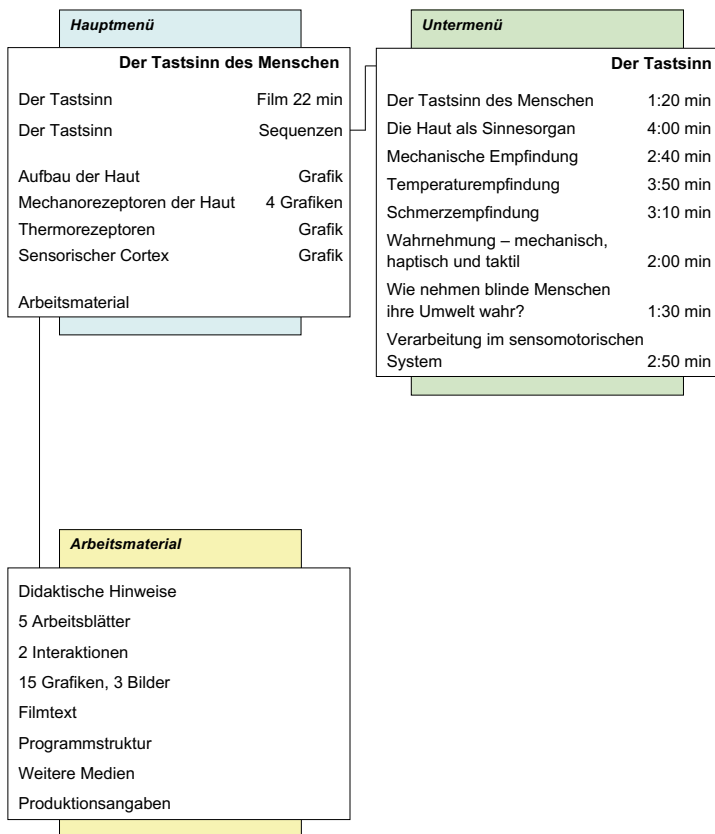 Hauptmenü
Der Tastsinn des Menschen
Der Tastsinn Film 22 min
Der Tastsinn Sequenzen
Aufbau der Haut Grafik
Mechanorezeptoren der Haut 4 Grafiken
Thermorezeptoren Grafik
Sensorischer Cortex Grafik
Arbeitsmaterial
Untermenü
Der Tastsinn
Der Tastsinn des Menschen 1:20 min
Die Haut als Sinnesorgan 4:00 min
Mechanische Empfindung 2:40 min
Temperaturempfindung 3:50 min
Schmerzempfindung 3:10 min
Wahrnehmung – mechanisch,
haptisch und taktil 2:00 min
Wie nehmen blinde Menschen
ihre Umwelt wahr? 1:30 min
Verarbeitung im sensomotorischen
System 2:50 min
Arbeitsmaterial
Didaktische Hinweise
5 Arbeitsblätter
2 Interaktionen
15 Grafiken, 3 Bilder
Filmtext
Programmstruktur
Weitere Medien
Produktionsangaben